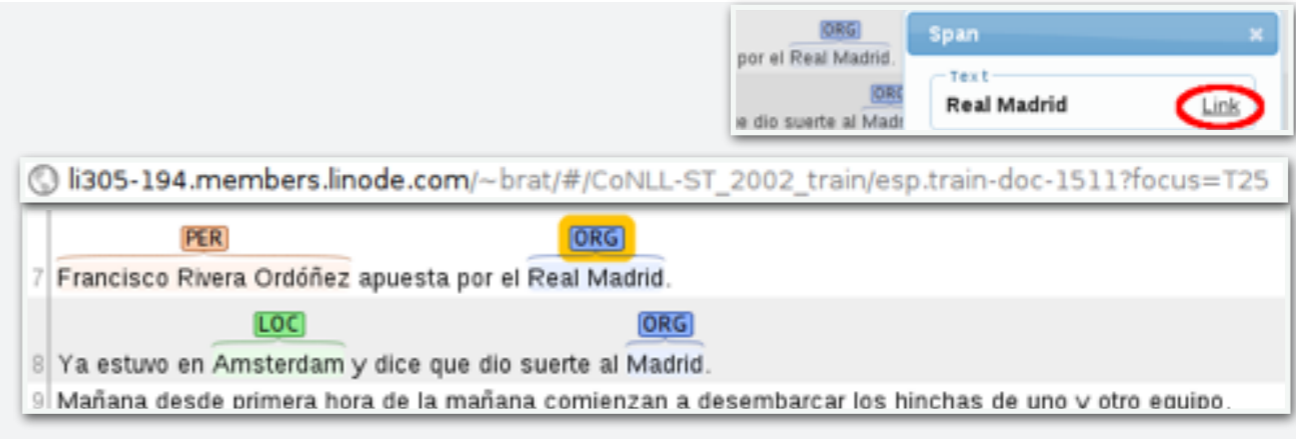 ORG
Span ×
por el Real Madrid.
Text
ORG
Real Madrid Link
e dio suerte al Madr
li305-194.members.linode.com/~brat/#/CoNLL-ST_2002_train/esp.train-doc-1511?focus=T25
PER ORG
7 Francisco Rivera Ordóñez apuesta por el Real Madrid.
LOC ORG
8 Ya estuvo en Amsterdam y dice que dio suerte al Madrid.
9 Mañana desde primera hora de la mañana comienzan a desembarcar los hinchas de uno y otro equipo.